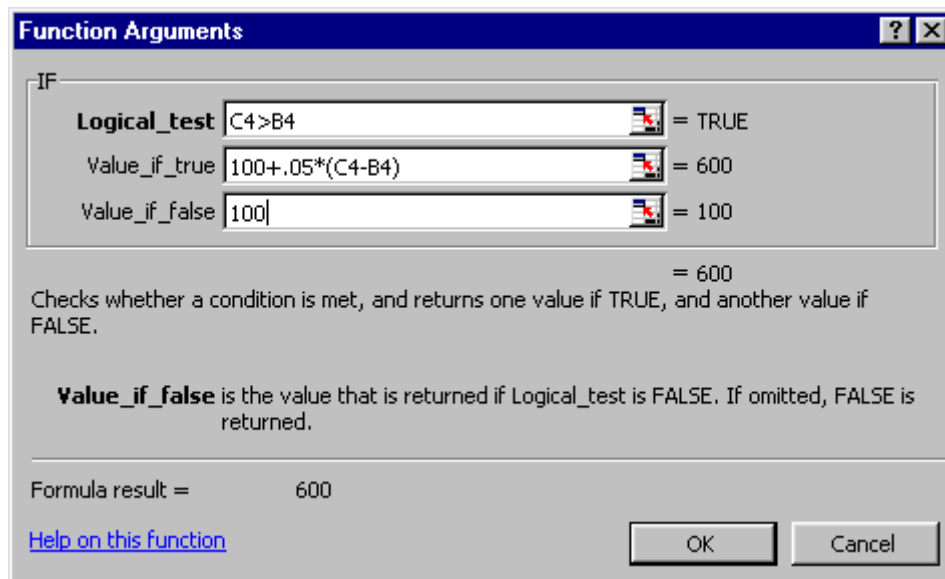 Function Arguments
IF
Logical_test C4>B4 = TRUE
Value_if_true 100+.05*(C4-B4) = 600
Value_if_false 100 = 100
= 600
Checks whether a condition is met, and returns one value if TRUE, and another value if
FALSE.
Value_if_false is the value that is returned if Logical_test is FALSE. If omitted, FALSE is
returned.
Formula result = 600
Help on this function OK Cancel